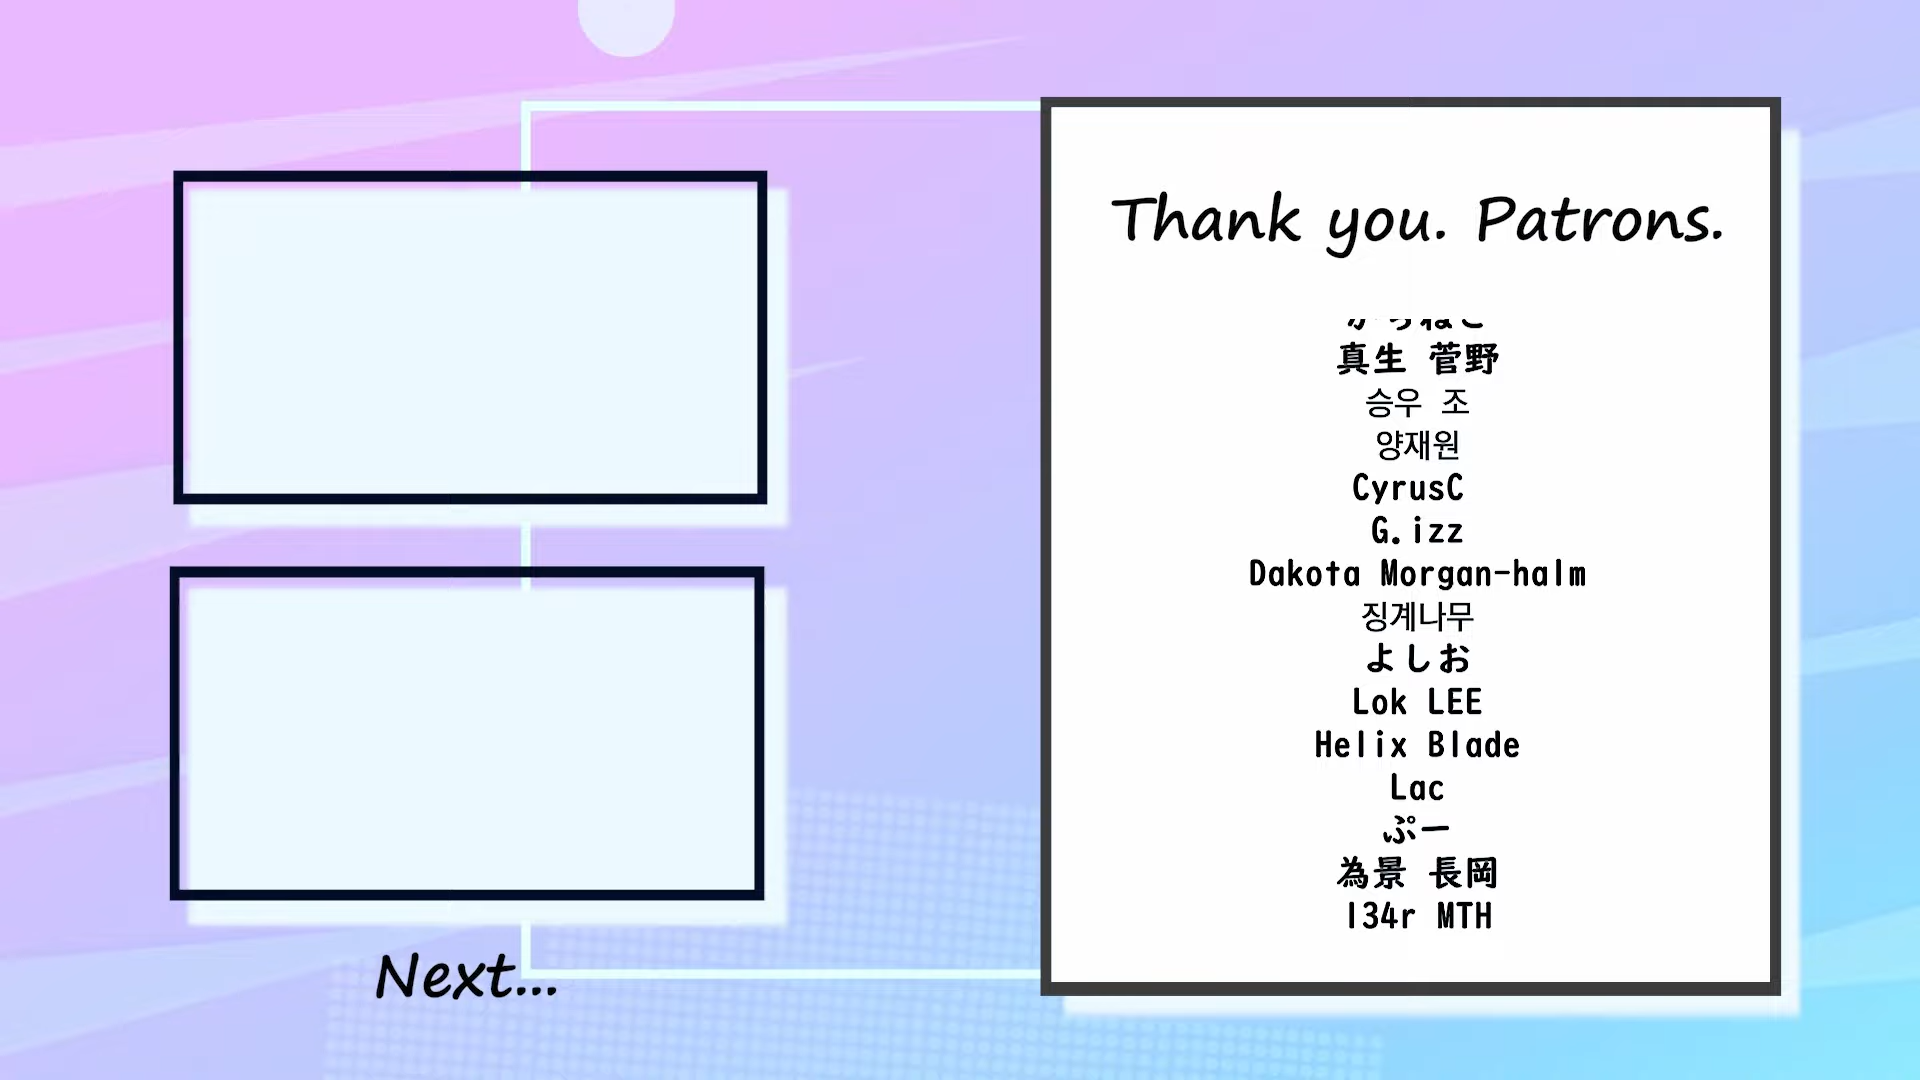 Thank you. Patrons.
真生 菅野
승우 조
양재원
CyrusC
G.izz
Dakota Morgan-halm
징계나무
よしお
Lok LEE
Helix Blade
Lac
ぷー
為景 長岡
l34r MTH
Next...